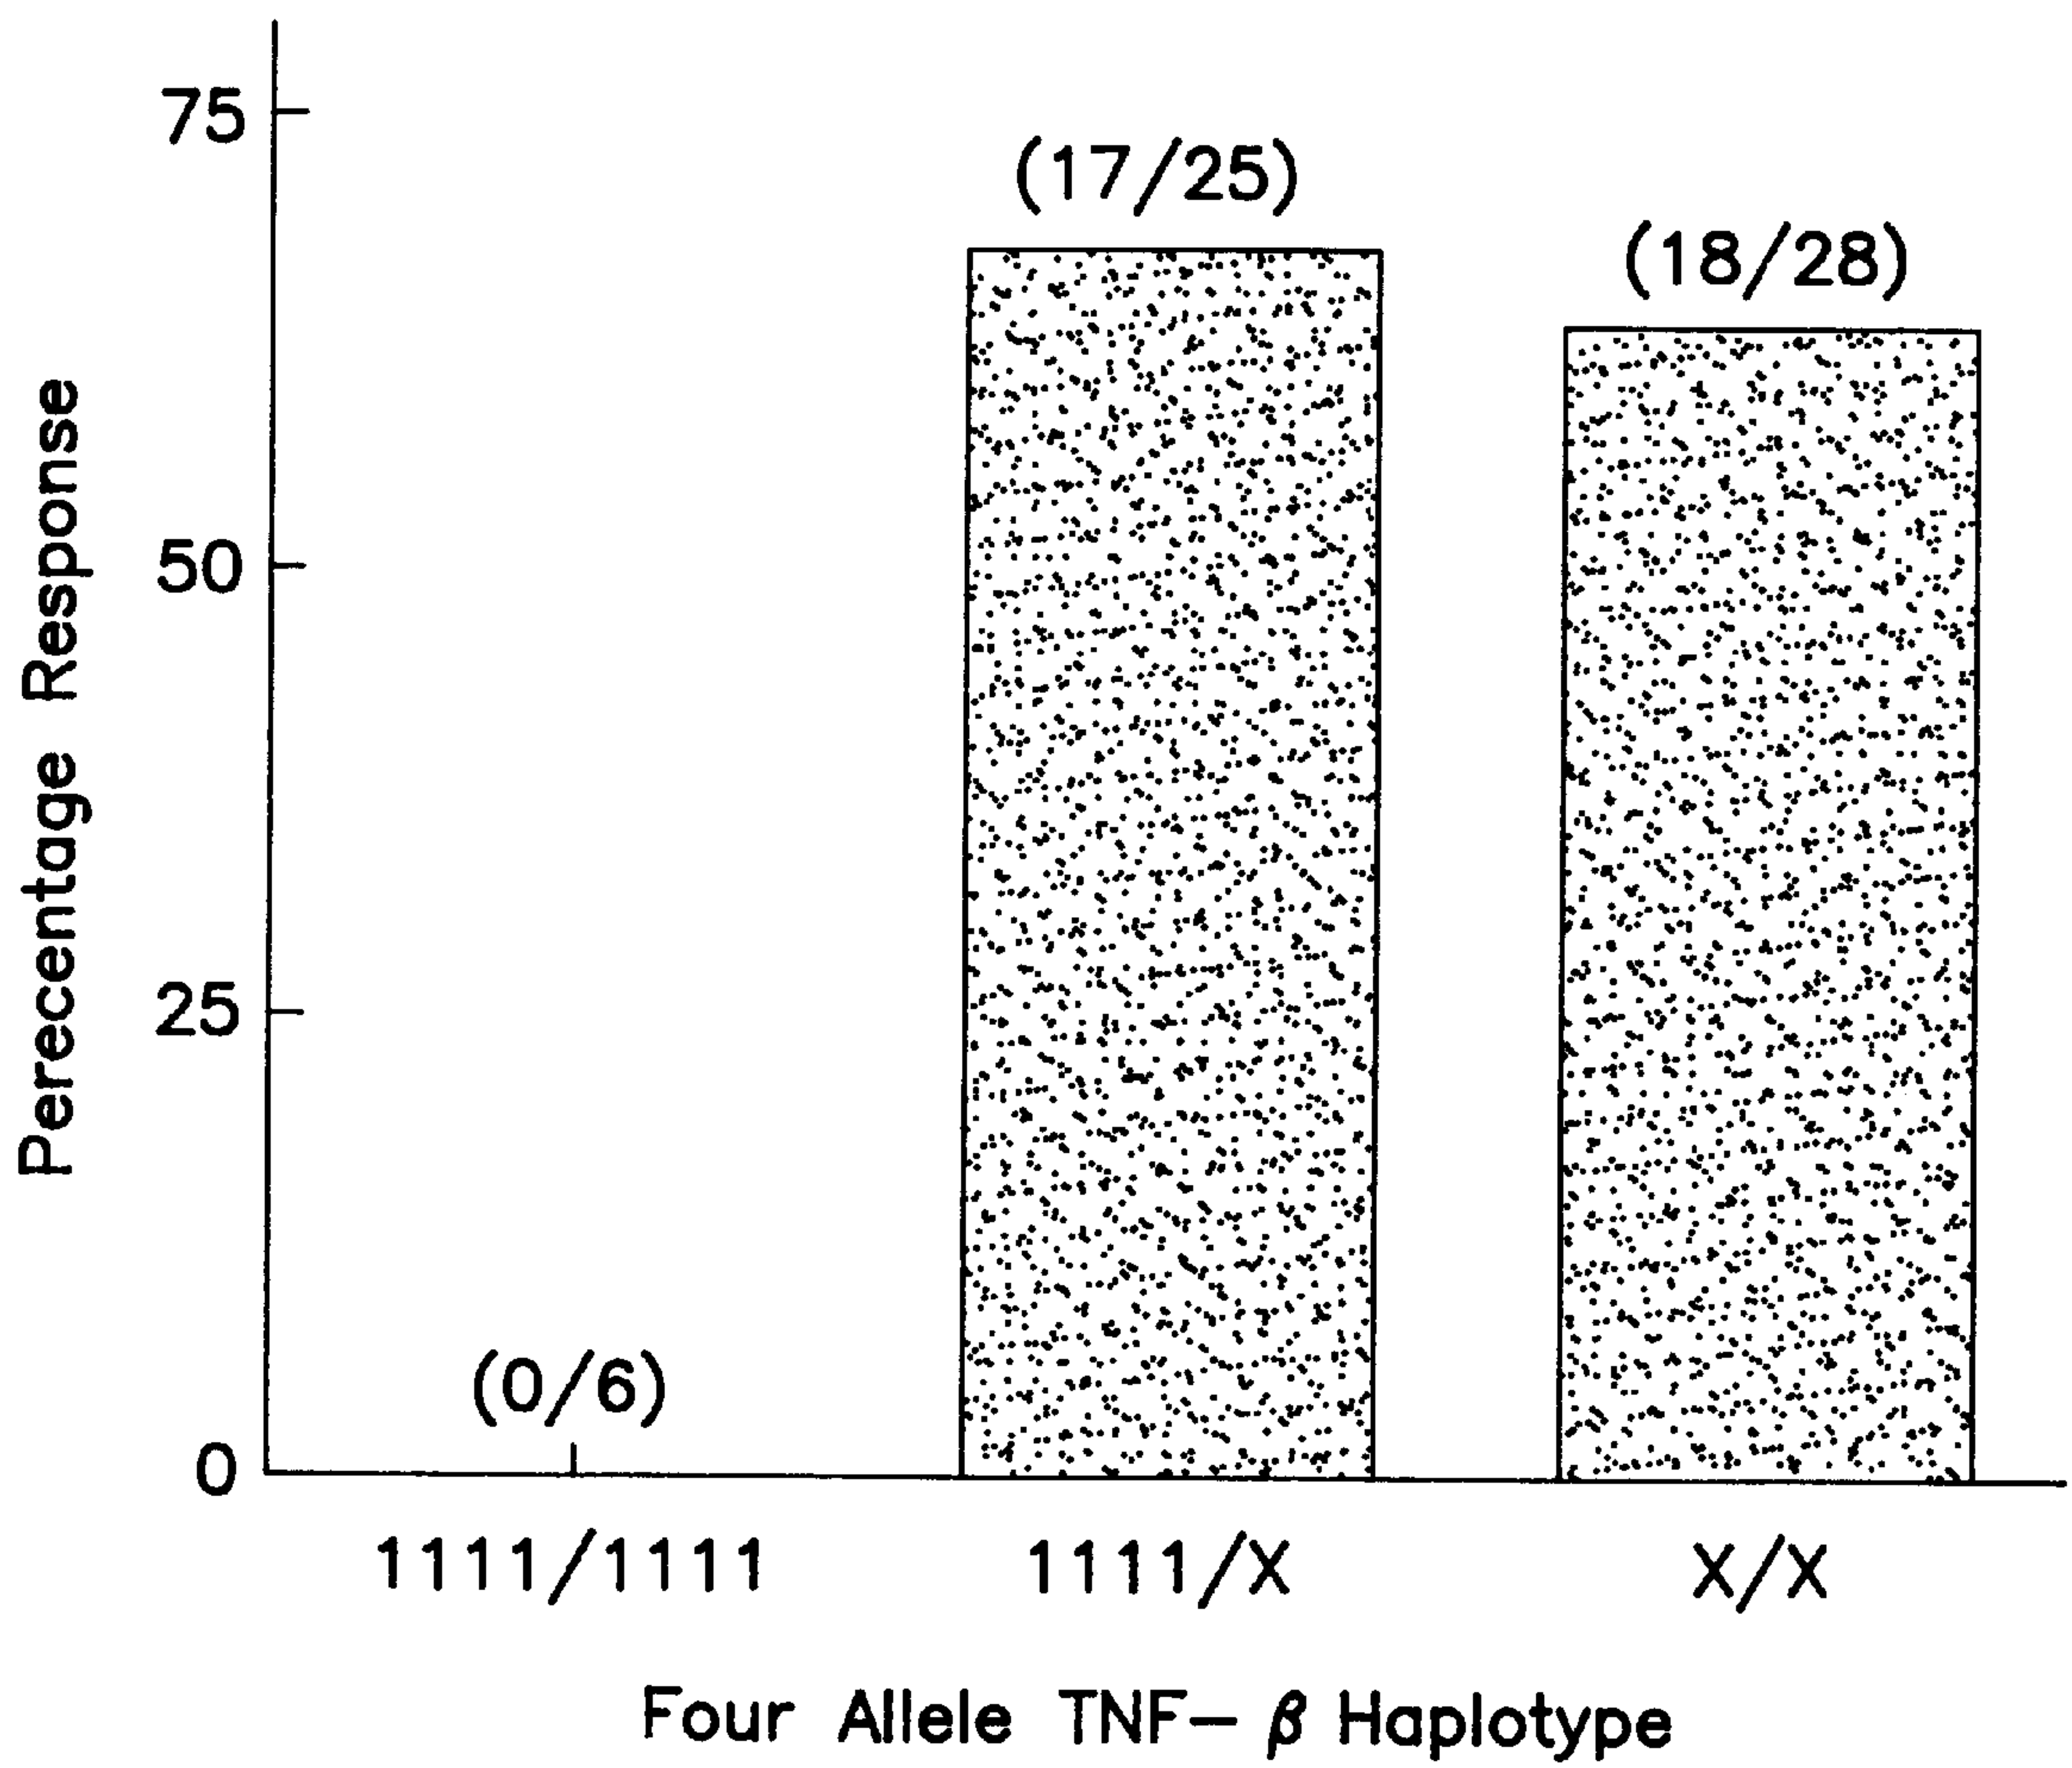 Perecentage Response
75
50
25
0
(0/6)
(17/25)
(18/28)
1111/1111
1111/X
X/X
Four Allele TNF-β Haplotype